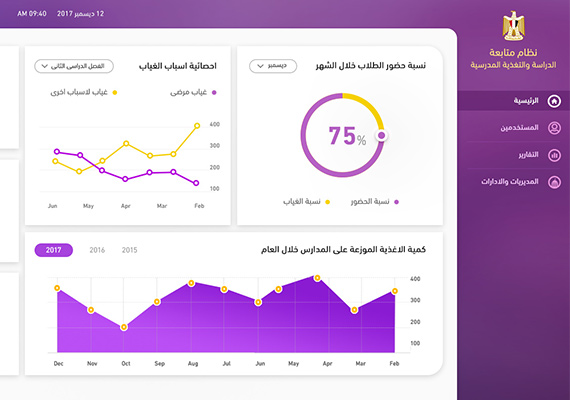 12 ديسمبر 2017
09:40 AM
نظام متابعة
الدراسة والتغذية المدرسية
الرئيسية
المستخدمين
التقارير
المديريات والادارات
نسبة حضور الطلاب خلال الشهر
ديسمبر
75%
نسبة الحضور
نسبة الغياب
احصائية اسباب الغياب
الفصل الدراسى الثانى
غياب مرضى
غياب لاسباب اخرى
400
300
200
100
Jun May Apr Mar Feb
كمية الاغذية الموزعة على المدارس خلال العام
2017 2016 2015
400
300
200
100
Dec Nov Oct Sep Aug Jul Jun May Apr Mar Feb